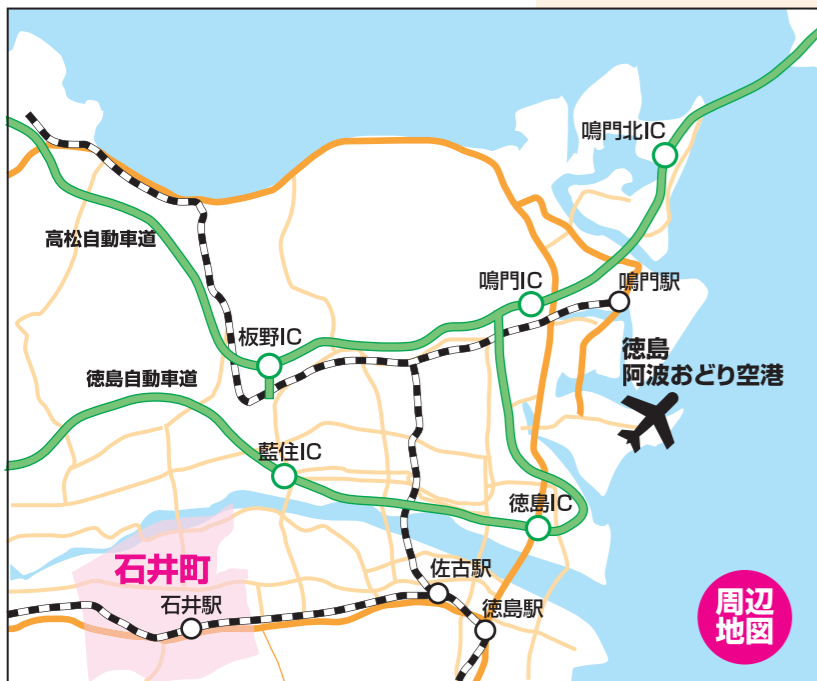 鳴門北IC
高松自動車道
鳴門IC
鳴門駅
板野IC
徳島
阿波おどり空港
徳島自動車道
藍住IC
徳島IC
石井町
佐古駅
石井駅
徳島駅
周辺
地図